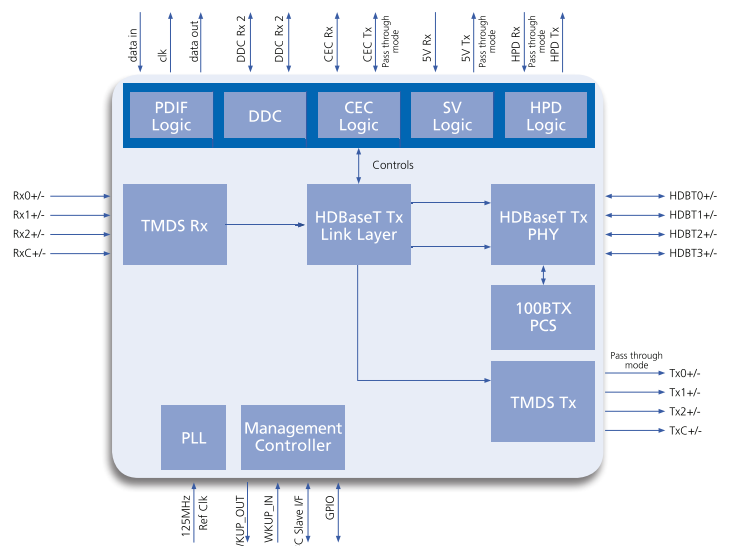 data in
clk
data out
DDC Rx 2
DDC Rx 2
CEC Rx
CEC Tx
Pass through
mode
5V Rx
5V Tx
Pass through
mode
HPD Rx
Pass through
mode
HPD Tx
PDIF
Logic
DDC
CEC
Logic
SV
Logic
HPD
Logic
Controls
Rx0+/-
Rx1+/-
Rx2+/-
RxC+/-
TMDS Rx
HDBaseT Tx
Link Layer
HDBaseT Tx
PHY
HDBT0+/-
HDBT1+/-
HDBT2+/-
HDBT3+/-
100BTX
PCS
Pass through
mode
TMDS Tx
Tx0+/-
Tx1+/-
Tx2+/-
TxC+/-
PLL
Management
Controller
125MHz
Ref Clk
/KUP_OUT
WKUP_IN
C Slave I/F
GPIO